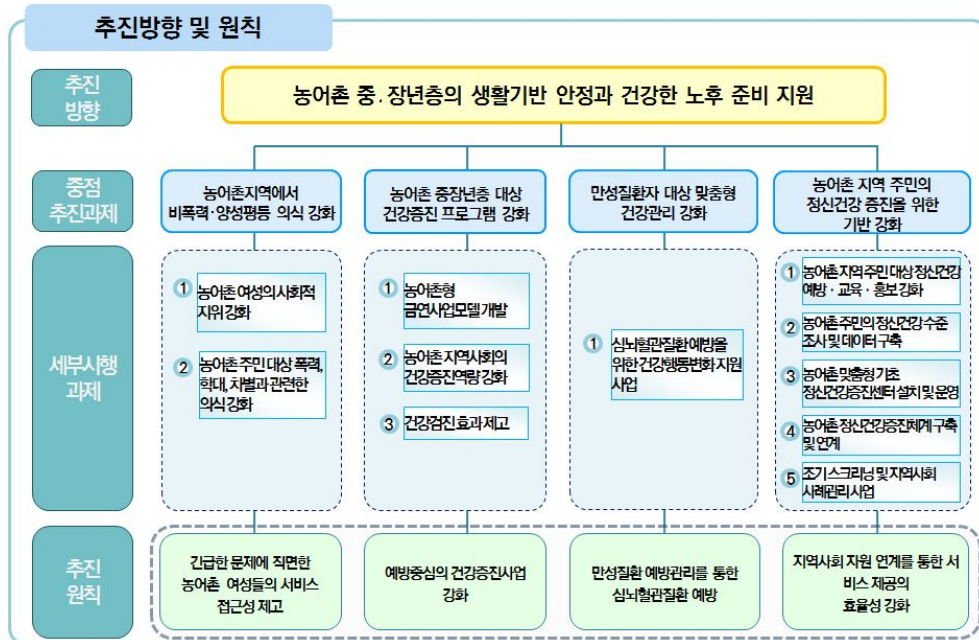 추진방향 및 원칙
추진
방향
농어촌 중·장년층의 생활기반 안정과 건강한 노후 준비 지원
중점
추진과제
농어촌지역에서
비폭력·양성평등 의식 강화
농어촌 중장년층 대상
건강증진 프로그램 강화
만성질환자 대상 맞춤형
건강관리 강화
농어촌 지역 주민의
정신건강 증진을 위한
기반 강화
세부시행
과제
① 농어촌 여성의 사회적
지위 강화
② 농어촌 주민 대상 폭력,
학대, 차별과 관련한
의식 강화
① 농어촌형
금연사업모델 개발
② 농어촌 지역사회의
건강증진역량 강화
③ 건강검진 효과 제고
① 심뇌혈관질환 예방을
위한 건강행동변화 지원
사업
① 농어촌 지역 주민 대상 정신건강
예방·교육·홍보 강화
② 농어촌 주민의 정신건강 수준
조사 및 데이터 구축
③ 농어촌 맞춤형 기초
정신건강증진센터 설치 및 운영
④ 농어촌 정신건강증진체계 구축
및 연계
⑤ 조기 스크리닝 및 지역사회
사례관리 사업
추진
원칙
긴급한 문제에 직면한
농어촌 여성들의 서비스
접근성 제고
예방중심의 건강증진사업
강화
만성질환 예방관리를 통한
심뇌혈관질환 예방
지역사회 자원 연계를 통한 서
비스 제공의
효율성 강화